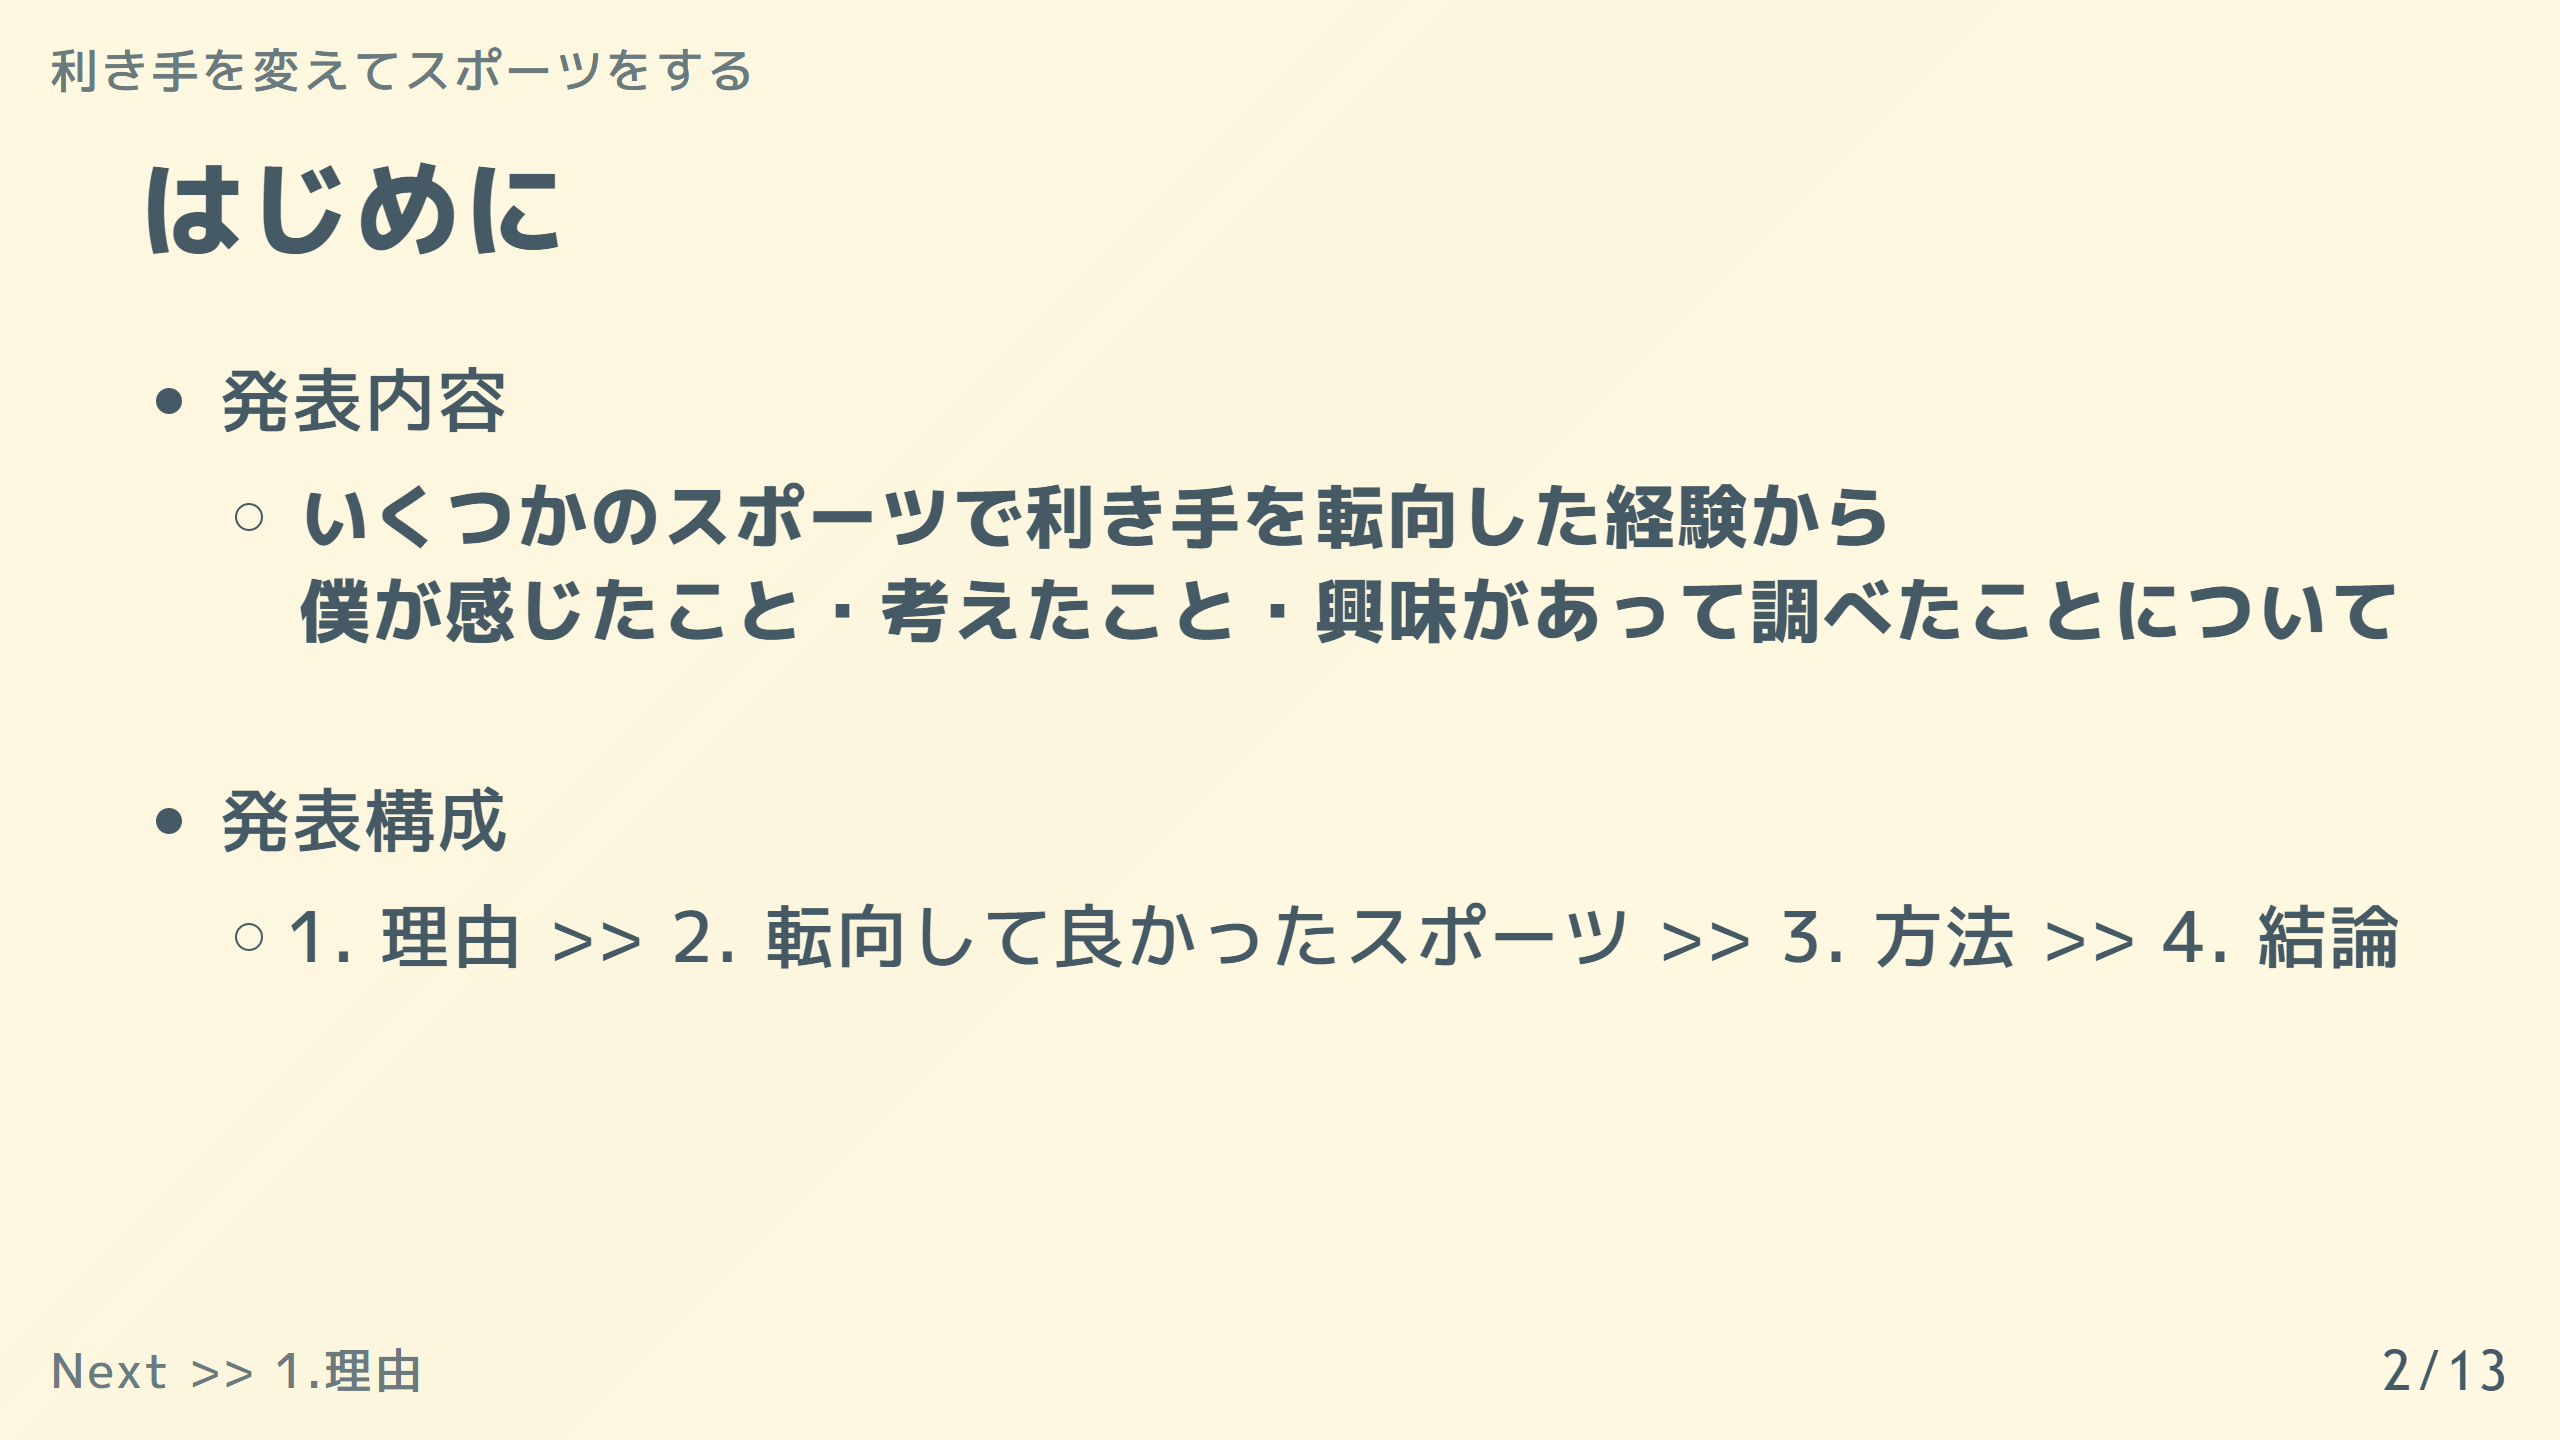 利き手を変えてスポーツをする
はじめに
• 発表内容
○ いくつかのスポーツで利き手を転向した経験から
僕が感じたこと・考えたこと・興味があって調べたことについて
• 発表構成
○ 1. 理由 >> 2. 転向して良かったスポーツ >> 3. 方法 >> 4. 結論
Next >> 1.理由
2/13